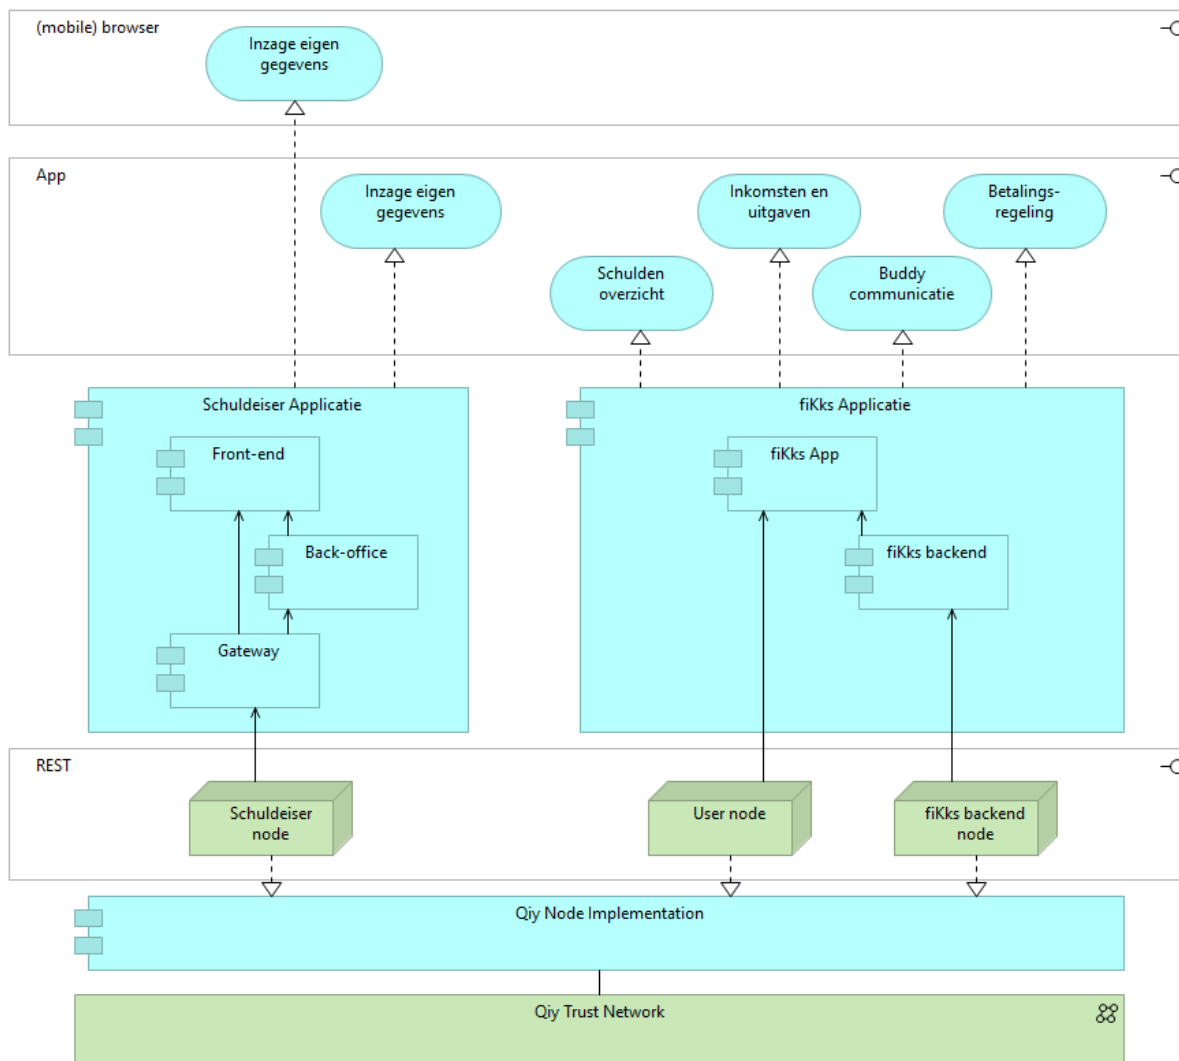 (mobile) browser
Inzage eigen
gegevens
App
Inzage eigen
gegevens
Inkomsten en
uitgaven
Betalings-
regeling
Schulden
overzicht
Buddy
communicatie
Schuldeiser Applicatie
fiKks Applicatie
Front-end
fiKks App
Back-office
fiKks backend
Gateway
REST
Schuldeiser
node
User node
fiKks backend
node
Qiy Node Implementation
Qiy Trust Network